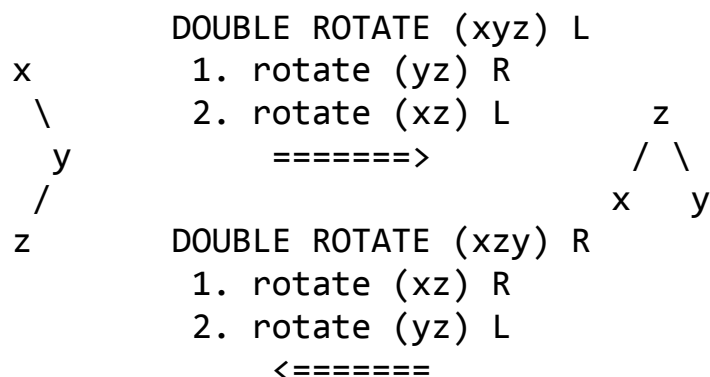 DOUBLE ROTATE (xyz) L
x 1. rotate (yz) R
\ 2. rotate (xz) L z
y =======> / \
/ x y
z DOUBLE ROTATE (xzy) R
1. rotate (xz) R
2. rotate (yz) L
<=======